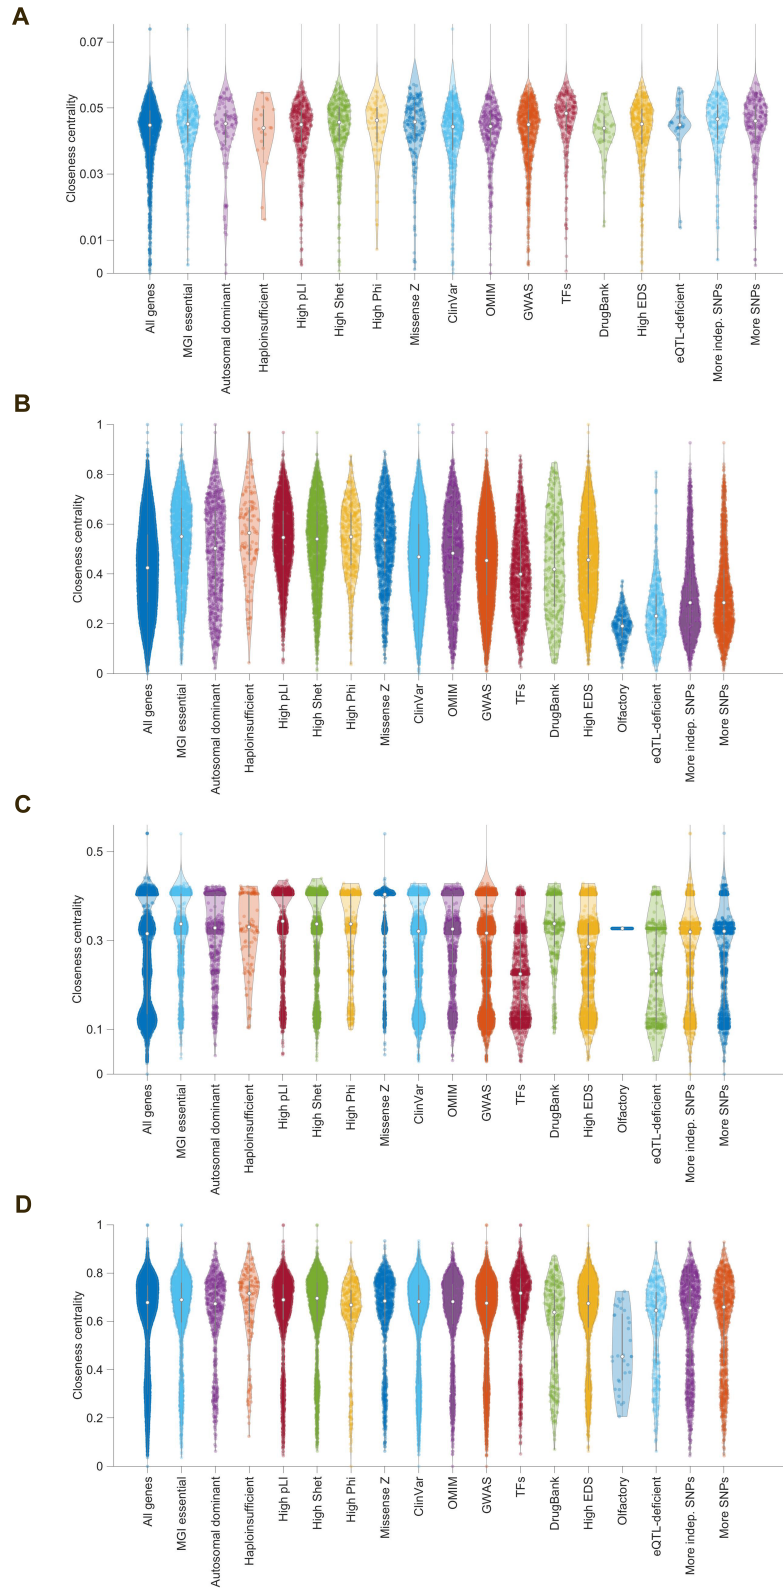 A
0.07
0.05
0.03
0.01
0
Closeness centrality
All genes
MGI essential
Autosomal dominant
Haploinsufficient
High pLI
High Shet
High Phi
Missense Z
ClinVar
OMIM
GWAS
TFs
DrugBank
High EDS
eQTL-deficient
More indep. SNPs
More SNPs
B
1
0.8
0.6
0.4
0.2
0
Closeness centrality
All genes
MGI essential
Autosomal dominant
Haploinsufficient
High pLI
High Shet
High Phi
Missense Z
ClinVar
OMIM
GWAS
TFs
DrugBank
High EDS
Olfactory
eQTL-deficient
More indep. SNPs
More SNPs
C
0.5
0.3
0.1
0
Closeness centrality
All genes
MGI essential
Autosomal dominant
Haploinsufficient
High pLI
High Shet
High Phi
Missense Z
ClinVar
OMIM
GWAS
TFs
DrugBank
High EDS
Olfactory
eQTL-deficient
More indep. SNPs
More SNPs
D
1
0.8
0.6
0.4
0.2
0
Closeness centrality
All genes
MGI essential
Autosomal dominant
Haploinsufficient
High pLI
High Shet
High Phi
Missense Z
ClinVar
OMIM
GWAS
TFs
DrugBank
High EDS
Olfactory
eQTL-deficient
More indep. SNPs
More SNPs